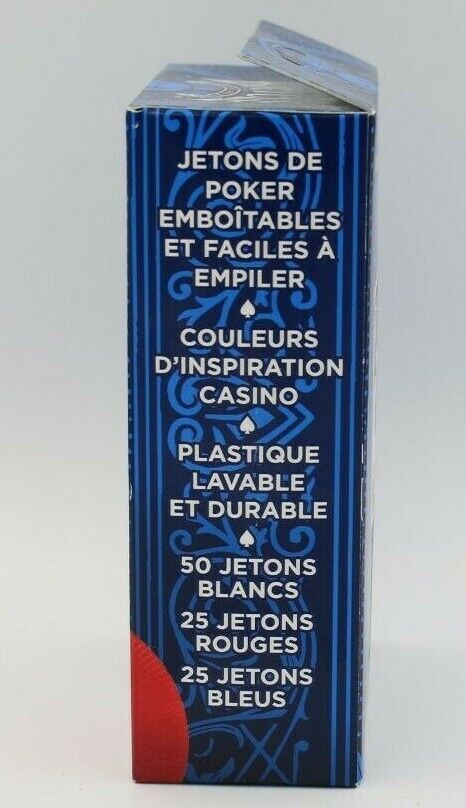 JETONS DE
POKER
EMBOÎTABLES
ET FACILES À
EMPILER
COULEURS
D'INSPIRATION
CASINO
PLASTIQUE
LAVABLE
ET DURABLE
50 JETONS
BLANCS
25 JETONS
ROUGES
25 JETONS
BLEUS